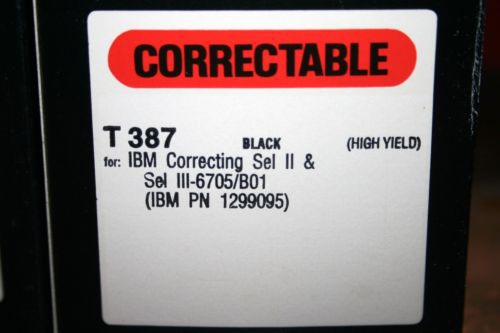 CORRECTABLE
T 387 BLACK (HIGH YIELD)
for: IBM Correcting Sel II &
Sel III-6705/B01
(IBM PN 1299095)